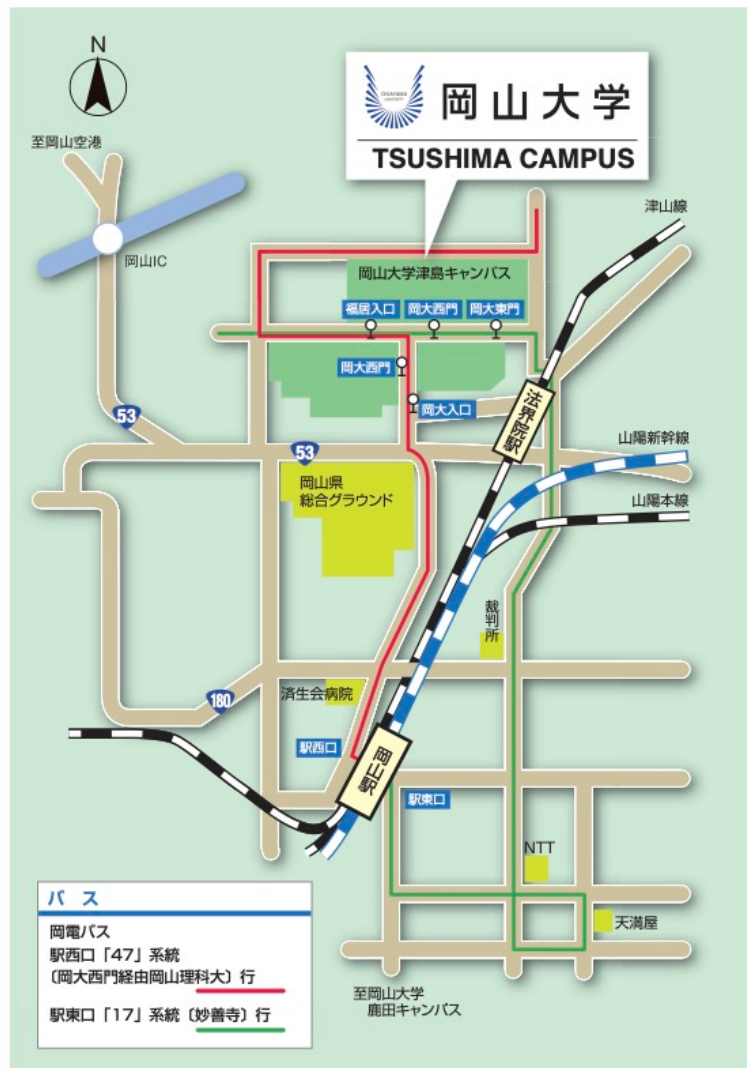 N
OKAYAMA
UNIVERSITY
岡山大学
TSUSHIMA CAMPUS
至岡山空港
津山線
岡山IC
岡山大学津島キャンパス
福居入口
岡大西門
岡大東門
岡大西門
岡大入口
法界院駅
53
53
山陽新幹線
岡山県
総合グラウンド
山陽本線
裁判所
済生会病院
180
駅西口
岡山駅
駅東口
NTT
天満屋
至岡山大学
鹿田キャンパス
バス
岡電バス
駅西口「47」系統
〔岡大西門経由岡山理科大〕行
駅東口「17」系統〔妙善寺〕行